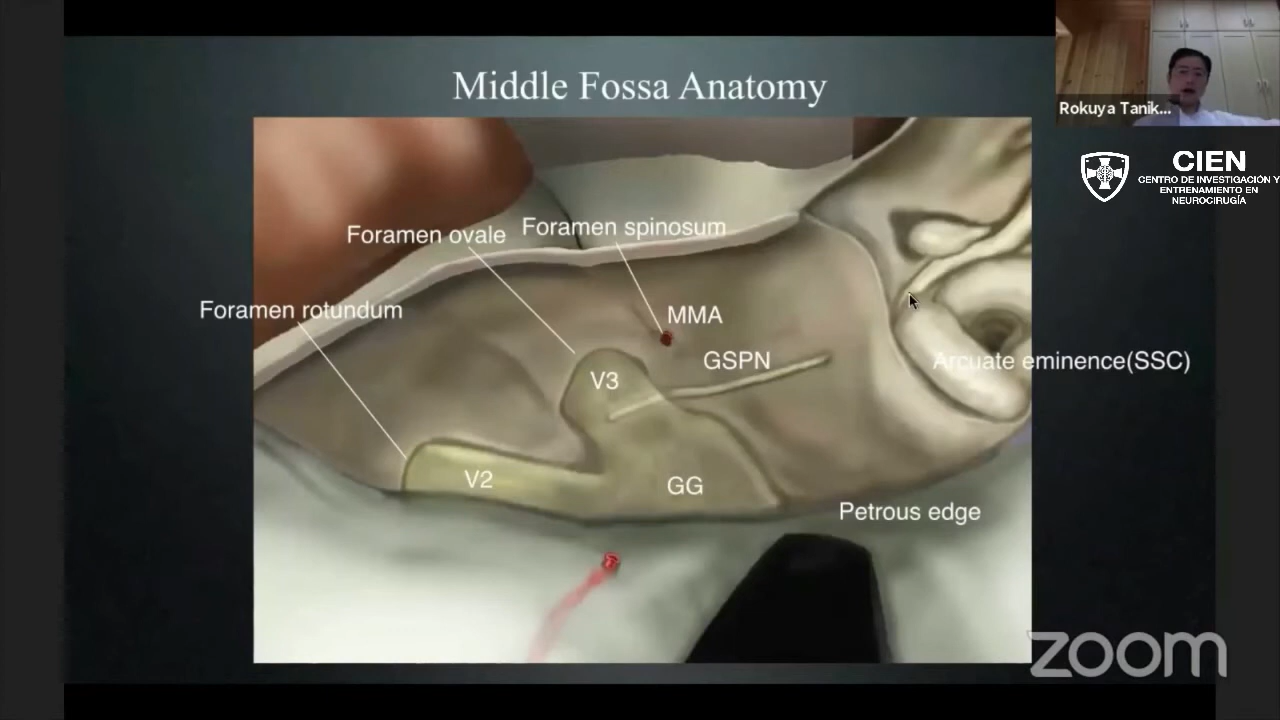 Middle Fossa Anatomy
Rokuya Tanik...
CIEN
CENTRO DE INVESTIGACIÓN Y
ENTRENAMIENTO EN
NEUROCIRUGÍA
Foramen ovale
Foramen spinosum
Foramen rotundum
MMA
GSPN
Arcuate eminence(SSC)
V3
V2
GG
Petrous edge
zoom